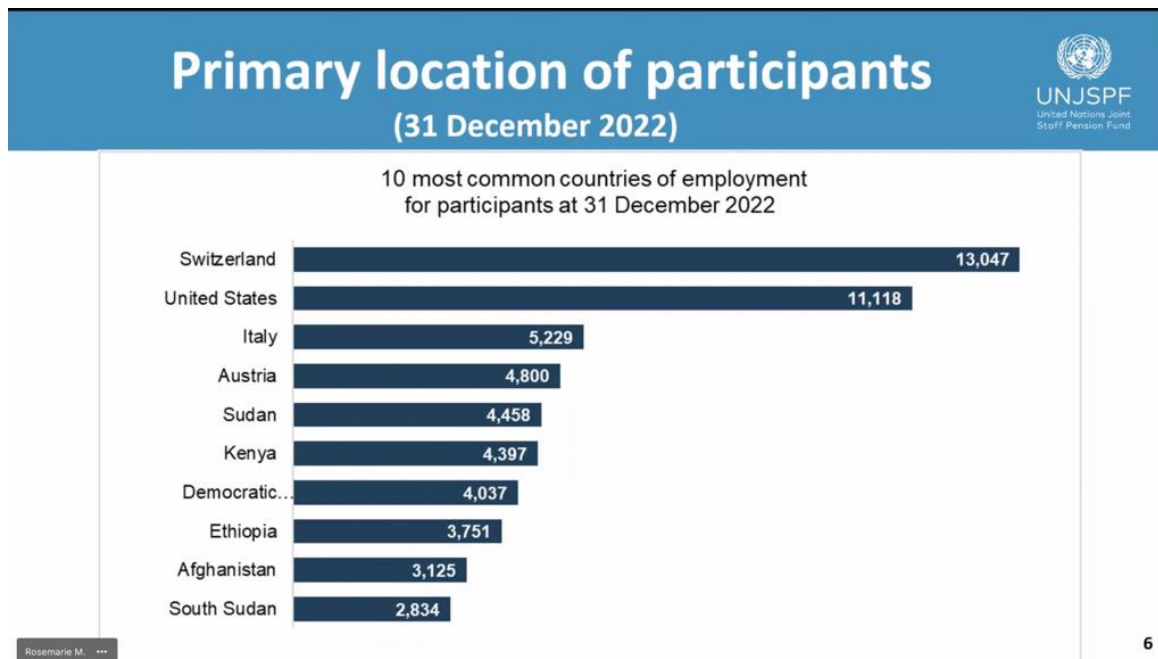 Primary location of participants
(31 December 2022)
UNJSPF
United Nations Joint
Staff Pension Fund
10 most common countries of employment
for participants at 31 December 2022
Switzerland 13,047
United States 11,118
Italy 5,229
Austria 4,800
Sudan 4,458
Kenya 4,397
Democratic... 4,037
Ethiopia 3,751
Afghanistan 3,125
South Sudan 2,834
Rosemarie M. •••
6